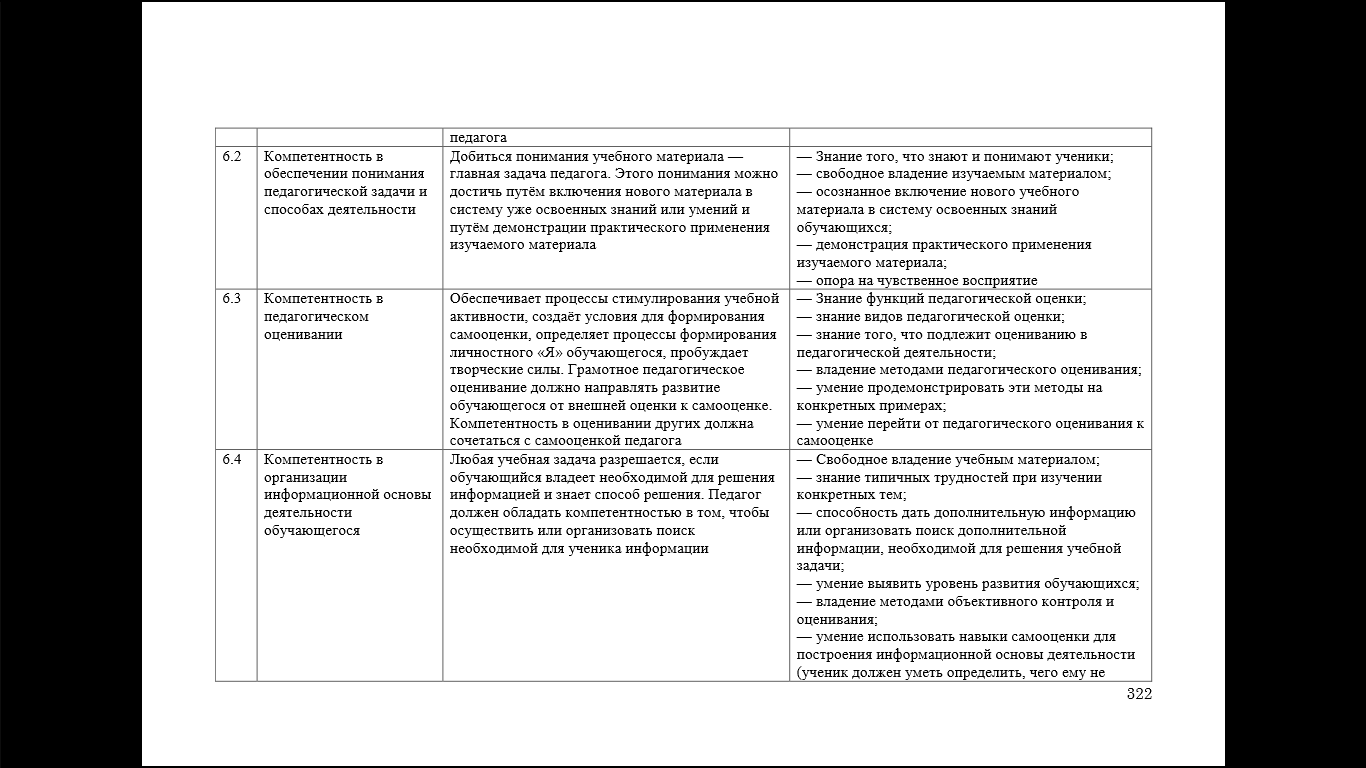 педагога
6.2
Компетентность в
обеспечении понимания
педагогической задачи и
способах деятельности
Добиться понимания учебного материала —
главная задача педагога. Этого понимания можно
достичь путём включения нового материала в
систему уже освоенных знаний или умений и
путём демонстрации практического применения
изучаемого материала
— Знание того, что знают и понимают ученики;
— свободное владение изучаемым материалом;
— осознанное включение нового учебного
материала в систему освоенных знаний
обучающихся;
— демонстрация практического применения
изучаемого материала;
— опора на чувственное восприятие
6.3
Компетентность в
педагогическом
оценивании
Обеспечивает процессы стимулирования учебной
активности, создаёт условия для формирования
самооценки, определяет процессы формирования
личностного «Я» обучающегося, пробуждает
творческие силы. Грамотное педагогическое
оценивание должно направлять развитие
обучающегося от внешней оценки к самооценке.
Компетентность в оценивании других должна
сочетаться с самооценкой педагога
— Знание функций педагогической оценки;
— знание видов педагогической оценки;
— знание того, что подлежит оцениванию в
педагогической деятельности;
— владение методами педагогического оценивания;
— умение продемонстрировать эти методы на
конкретных примерах;
— умение перейти от педагогического оценивания к
самооценке
6.4
Компетентность в
организации
информационной основы
деятельности
обучающегося
Любая учебная задача разрешается, если
обучающийся владеет необходимой для решения
информацией и знает способ решения. Педагог
должен обладать компетентностью в том, чтобы
осуществить или организовать поиск
необходимой для ученика информации
— Свободное владение учебным материалом;
— знание типичных трудностей при изучении
конкретных тем;
— способность дать дополнительную информацию
или организовать поиск дополнительной
информации, необходимой для решения учебной
задачи;
— умение выявить уровень развития обучающихся;
— владение методами объективного контроля и
оценивания;
— умение использовать навыки самооценки для
построения информационной основы деятельности
(ученик должен уметь определить, чего ему не
322